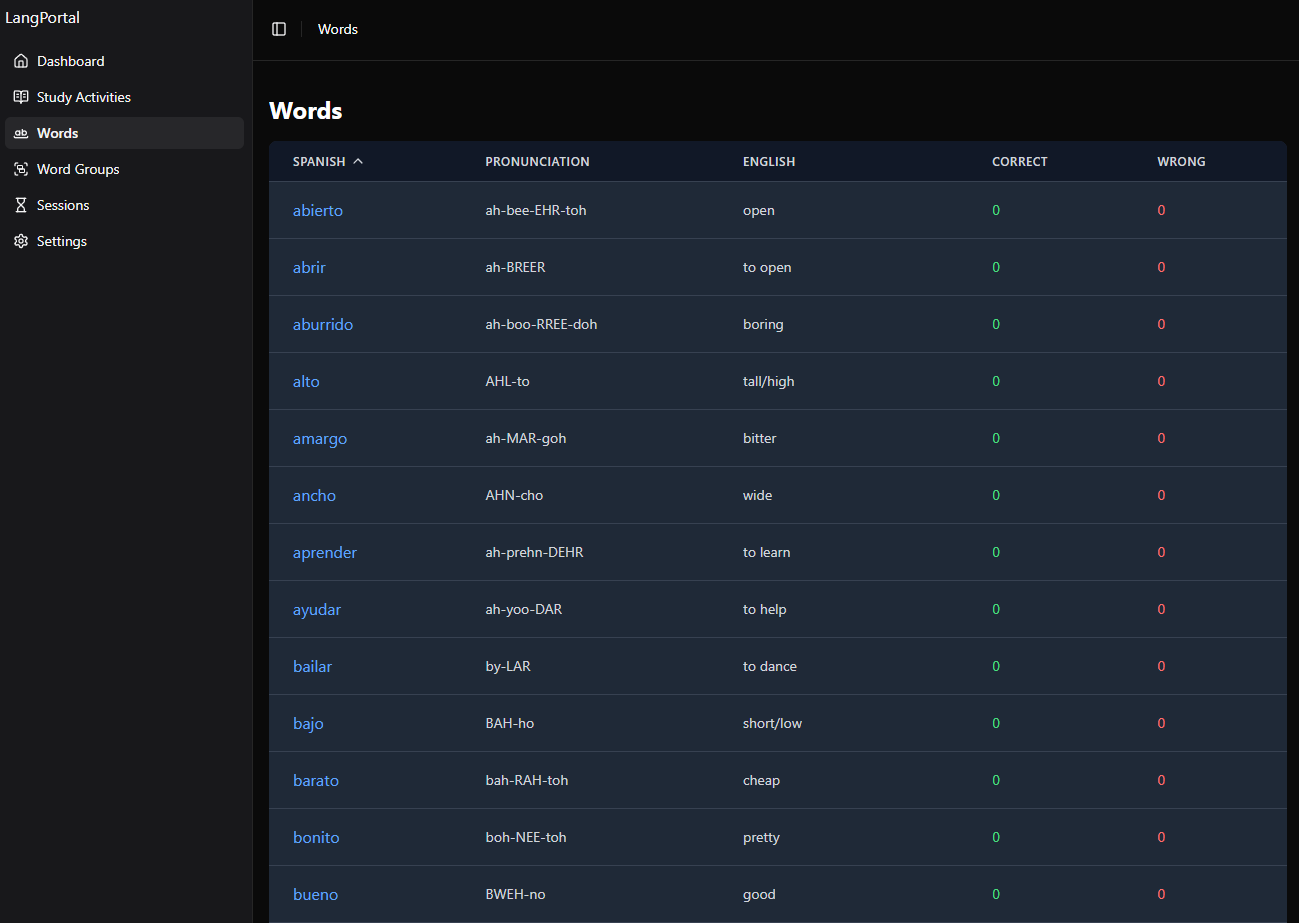 LangPortal
Dashboard
Study Activities
Words
Word Groups
Sessions
Settings
Words
Words
SPANISH PRONUNCIATION ENGLISH CORRECT WRONG
abierto ah-bee-EHR-toh open 0 0
abrir ah-BREER to open 0 0
aburrido ah-boo-RREE-doh boring 0 0
alto AHL-to tall/high 0 0
amargo ah-MAR-goh bitter 0 0
ancho AHN-cho wide 0 0
aprender ah-prehn-DEHR to learn 0 0
ayudar ah-yoo-DAR to help 0 0
bailar by-LAR to dance 0 0
bajo BAH-ho short/low 0 0
barato bah-RAH-toh cheap 0 0
bonito boh-NEE-toh pretty 0 0
bueno BWEH-no good 0 0